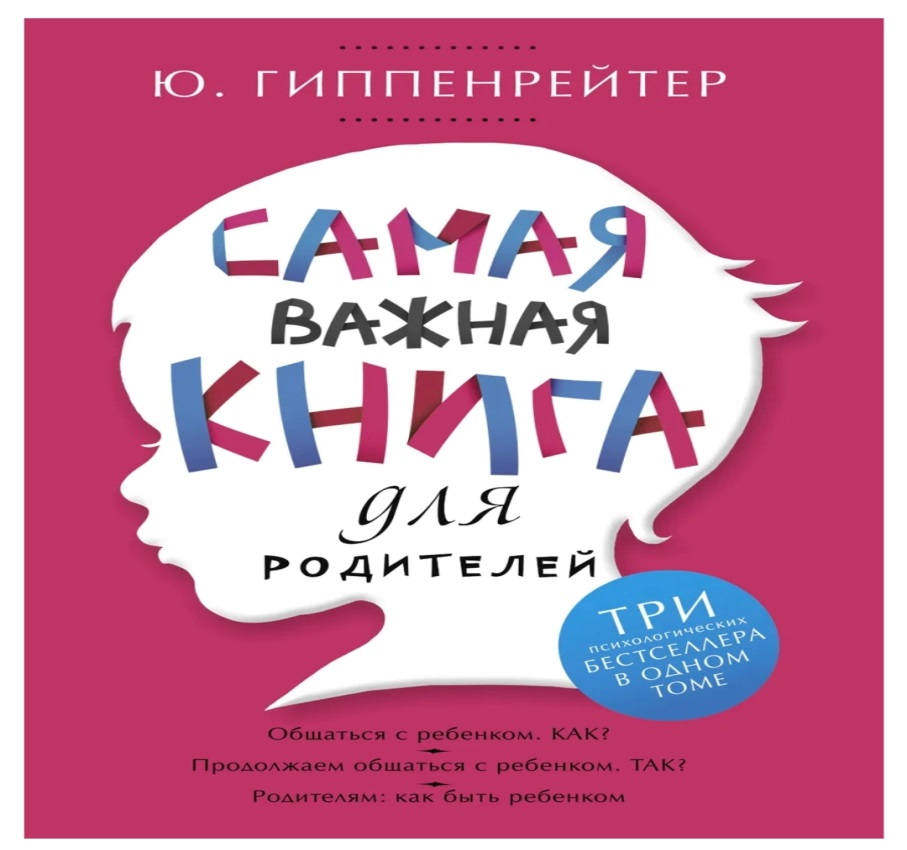 Ю. ГИППЕНРЕЙТЕР
САМАЯ
ВАЖНАЯ
КНИГА
для
РОДИТЕЛЕЙ
ТРИ
ПСИХОЛОГИЧЕСКИХ
БЕСТСЕЛЛЕРА
В ОДНОМ
ТОМЕ
Общаться с ребенком. КАК?
Продолжаем общаться с ребенком. ТАК?
Родителям: как быть ребенком